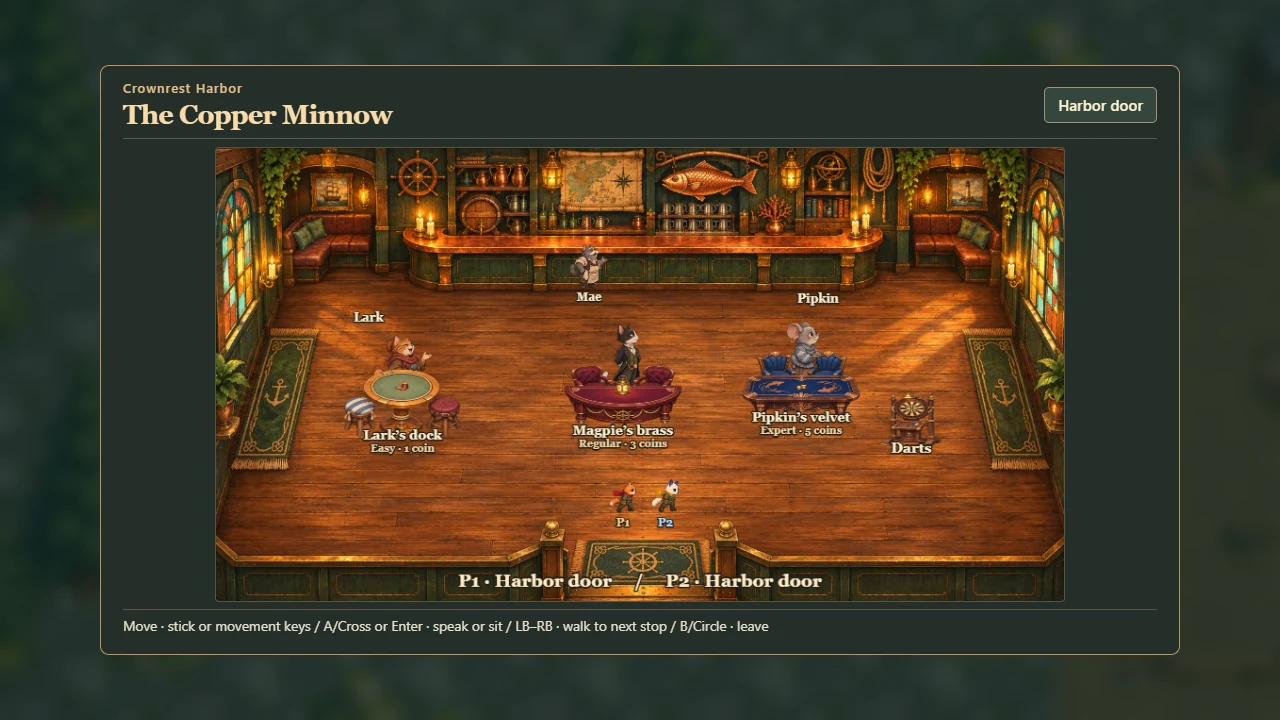 Crownrest Harbor
The Copper Minnow
Harbor door
Mae
Pipkin
Lark
Lark's dock
Easy · 1 coin
Magpie's brass
Regular · 3 coins
Pipkin's velvet
Expert · 5 coins
Darts
P1
P2
P1 · Harbor door / P2 · Harbor door
Move · stick or movement keys / A/Cross or Enter · speak or sit / LB–RB · walk to next stop / B/Circle · leave